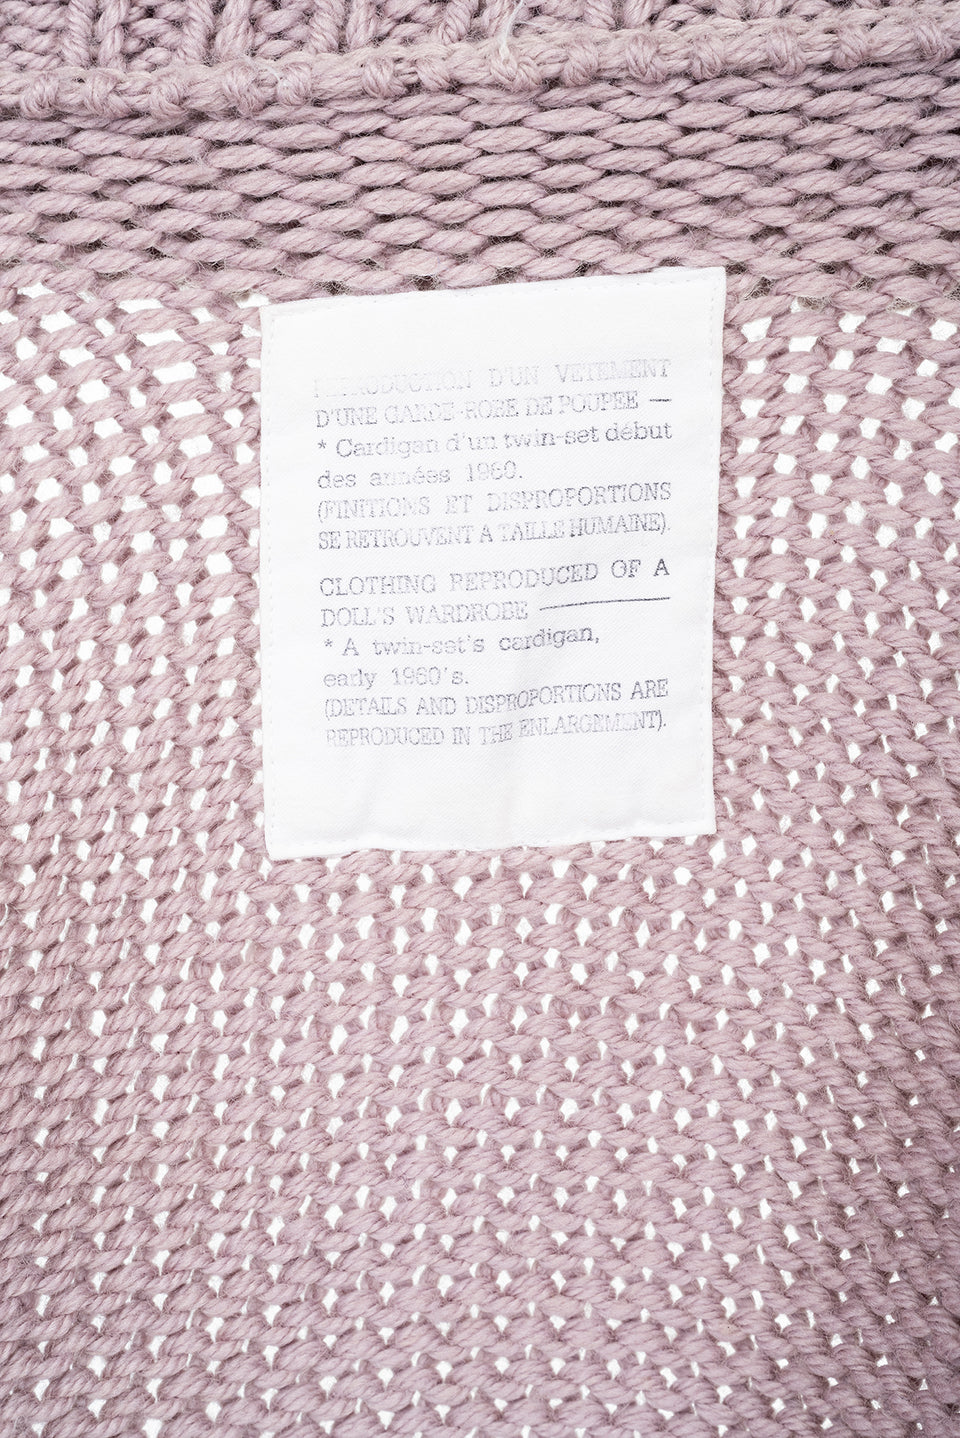 REPRODUCTION D'UN VETEMENT
D'UNE GARDE-ROBE DE POUPEE —
* Cardigan d'un twin-set début
des années 1960.
(FINITIONS ET DISPROPORTIONS
SE RETROUVENT A TAILLE HUMAINE).
CLOTHING REPRODUCED OF A
DOLL'S WARDROBE —
* A twin-set's cardigan,
early 1960's.
(DETAILS AND DISPROPORTIONS ARE
REPRODUCED IN THE ENLARGEMENT).